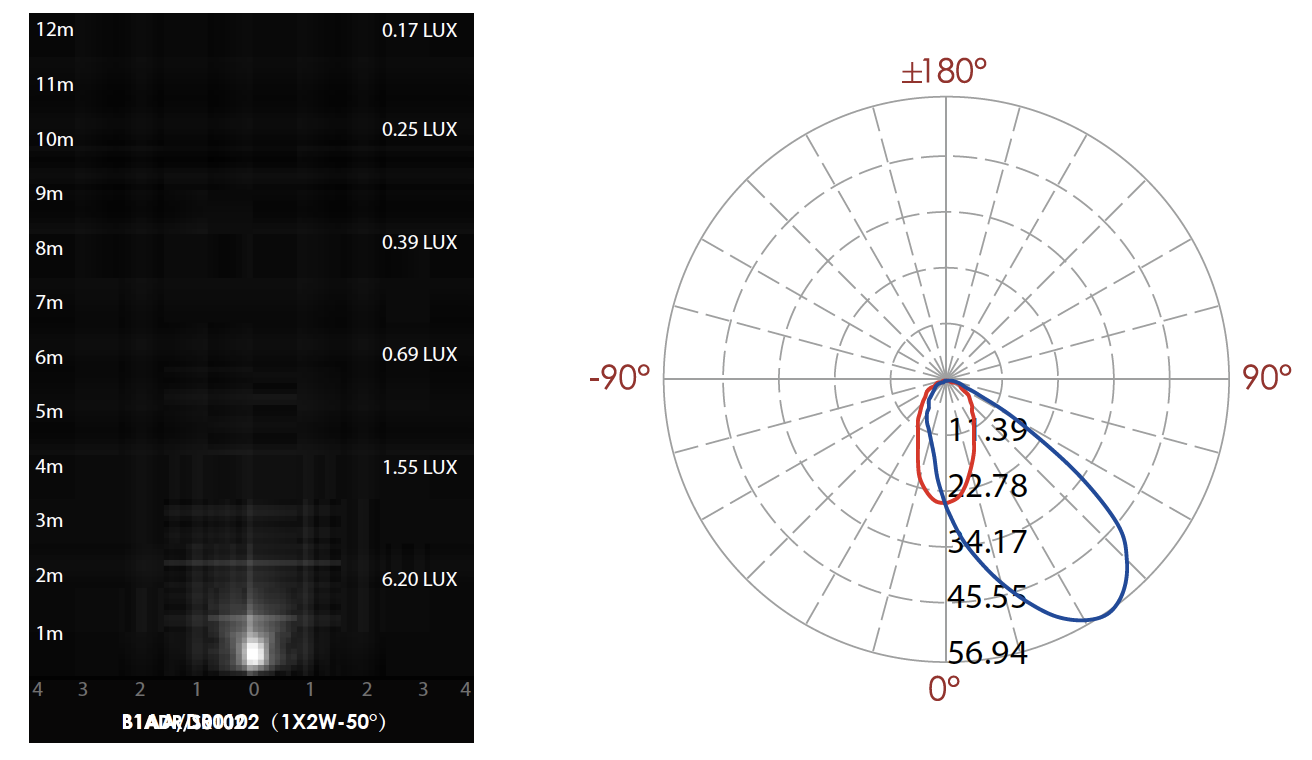 12m 0.17 LUX
11m
10m 0.25 LUX
9m
8m 0.39 LUX
7m
6m 0.69 LUX
5m
4m 1.55 LUX
3m
2m 6.20 LUX
1m
4 3 2 1 0 1 2 3 4
(1X2W-50°)
±180°
-90° 90°
11.39
22.78
34.17
45.55
56.94
0°